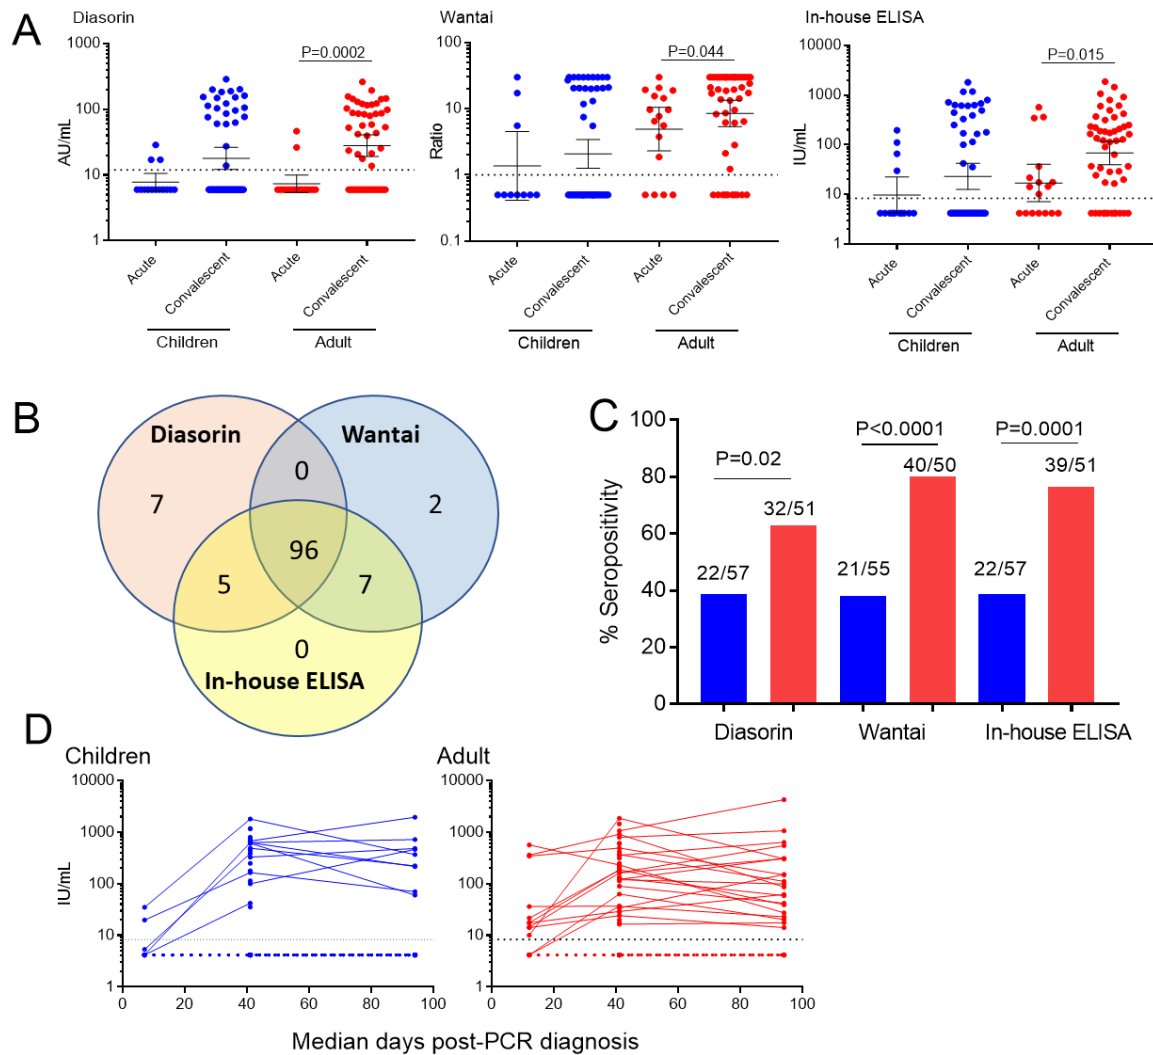 A
Diasorin
Wantai
In-house ELISA
1000
100
10
1
AU/mL
P=0.0002
Acute
Convalescent
Acute
Convalescent
Children
Adult
100
10
1
0.1
Ratio
P=0.044
Acute
Convalescent
Acute
Convalescent
Children
Adult
10000
1000
100
10
1
IU/mL
P=0.015
Acute
Convalescent
Acute
Convalescent
Children
Adult
B
Diasorin
Wantai
0
7
2
96
5
7
0
In-house ELISA
C
100
80
60
40
20
0
% Seropositivity
P=0.02
P<0.0001
P=0.0001
22/57
32/51
21/55
40/50
22/57
39/51
Diasorin
Wantai
In-house ELISA
D
Children
Adult
10000
1000
100
10
1
IU/mL
0
20
40
60
80
100
10000
1000
100
10
1
0
20
40
60
80
100
Median days post-PCR diagnosis